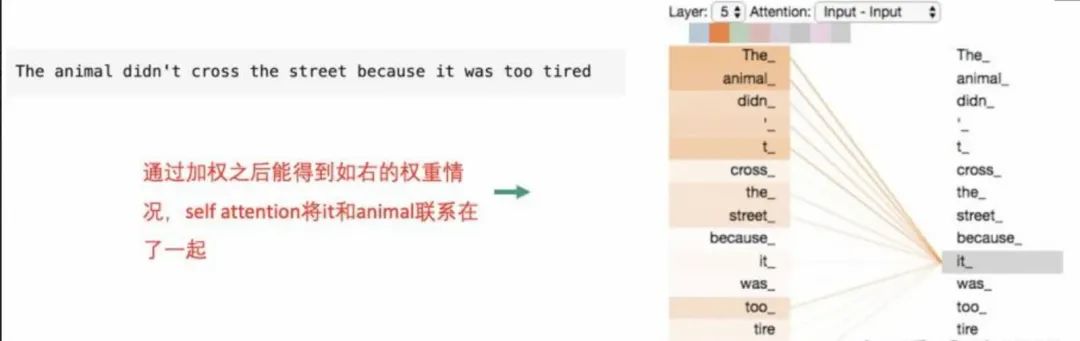 Layer: 5 Attention: Input - Input
The animal didn't cross the street because it was too tired
通过加权之后能得到如右的权重情
况，self attention将it和animal联系在
了一起
The_
animal_
didn_
'_
t_
cross_
the_
street_
because_
it_
was_
too_
tire
The_
animal_
didn_
'_
t_
cross_
the_
street_
because_
it_
was_
too_
tire